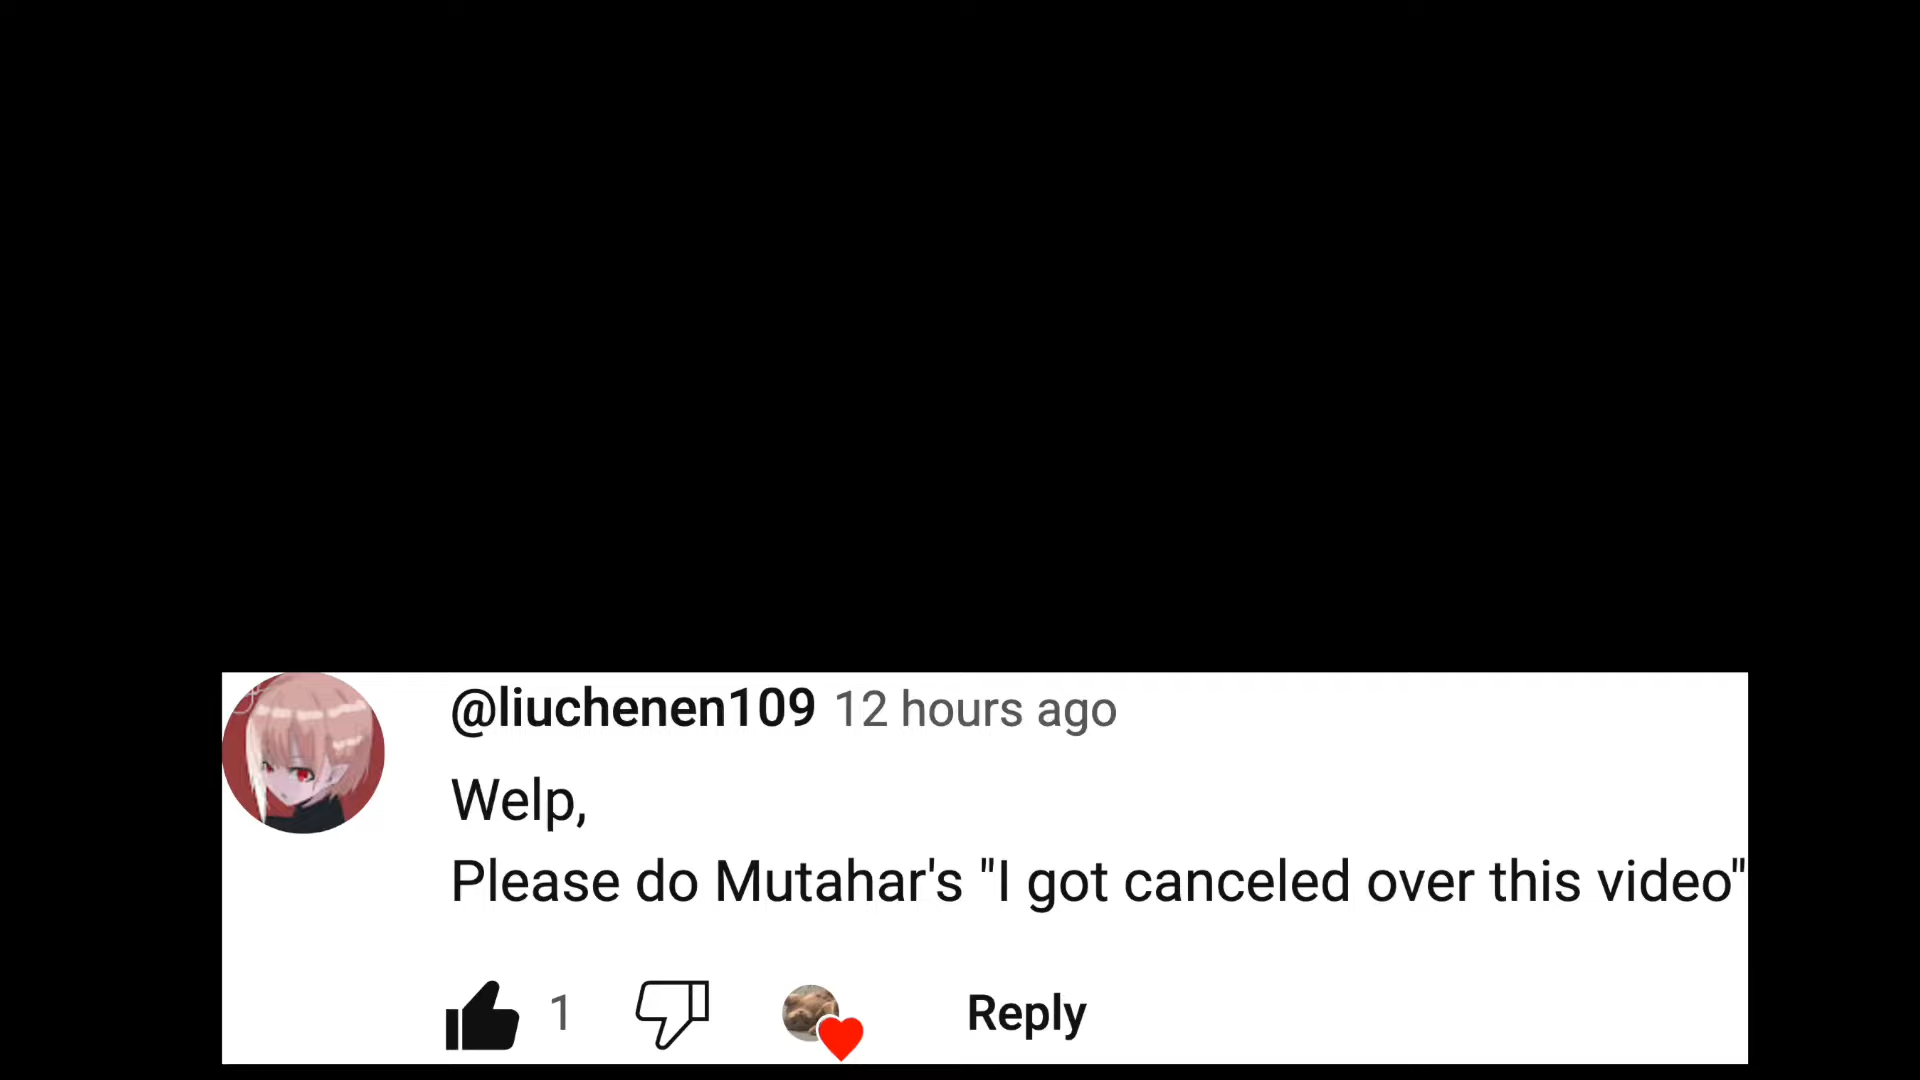 @liuchenen109 12 hours ago
Welp,
Please do Mutahar's "I got canceled over this video"
1 Reply